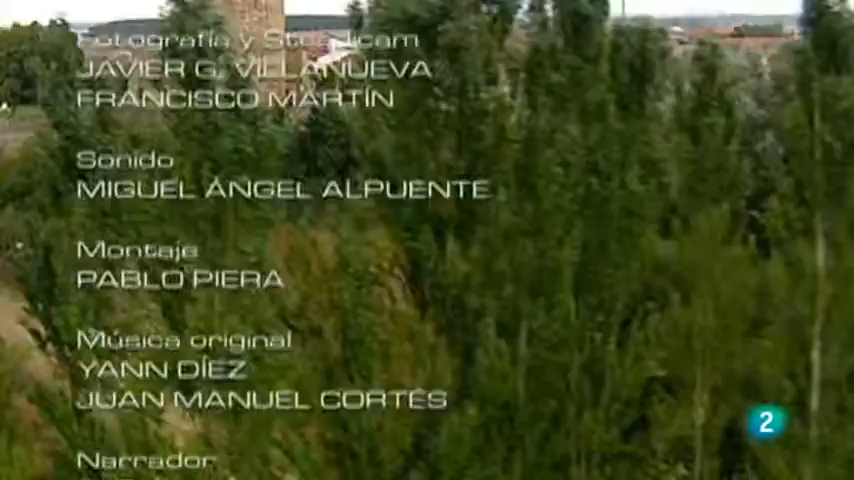 Fotografía y Steadicam
JAVIER G. VILLANUEVA
FRANCISCO MARTÍN
Sonido
MIGUEL ÁNGEL ALPUENTE
Montaje
PABLO PIERA
Música original
YANN DÍEZ
JUAN MANUEL CORTÉS
2
Narrador